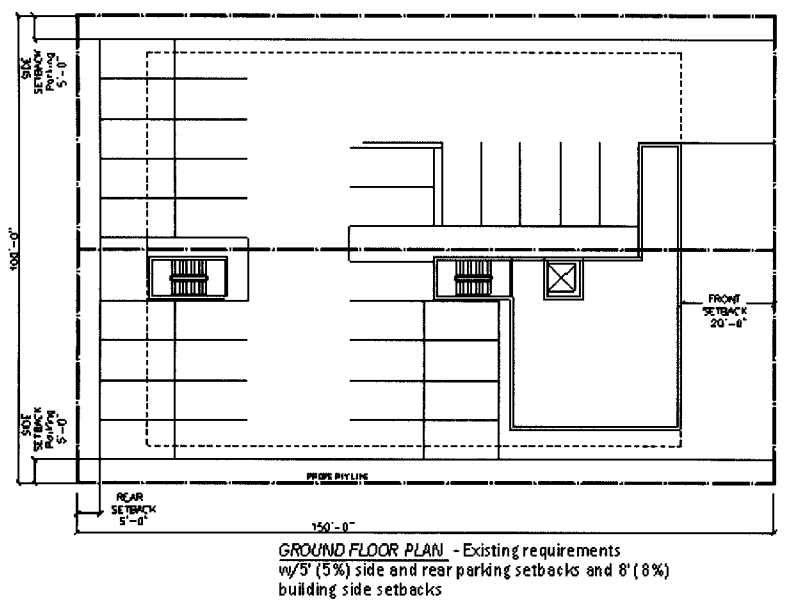 SIDE
SETBACK
Parking
5'-0"
100'-0"
FRONT
SETBACK
20'-0"
SIDE
SETBACK
Parking
5'-0"
PROPERTY LINE
REAR
SETBACK
5'-0"
150'-0"
GROUND FLOOR PLAN - Existing requirements
w/5' (5%) side and rear parking setbacks and 8' (8%)
building side setbacks